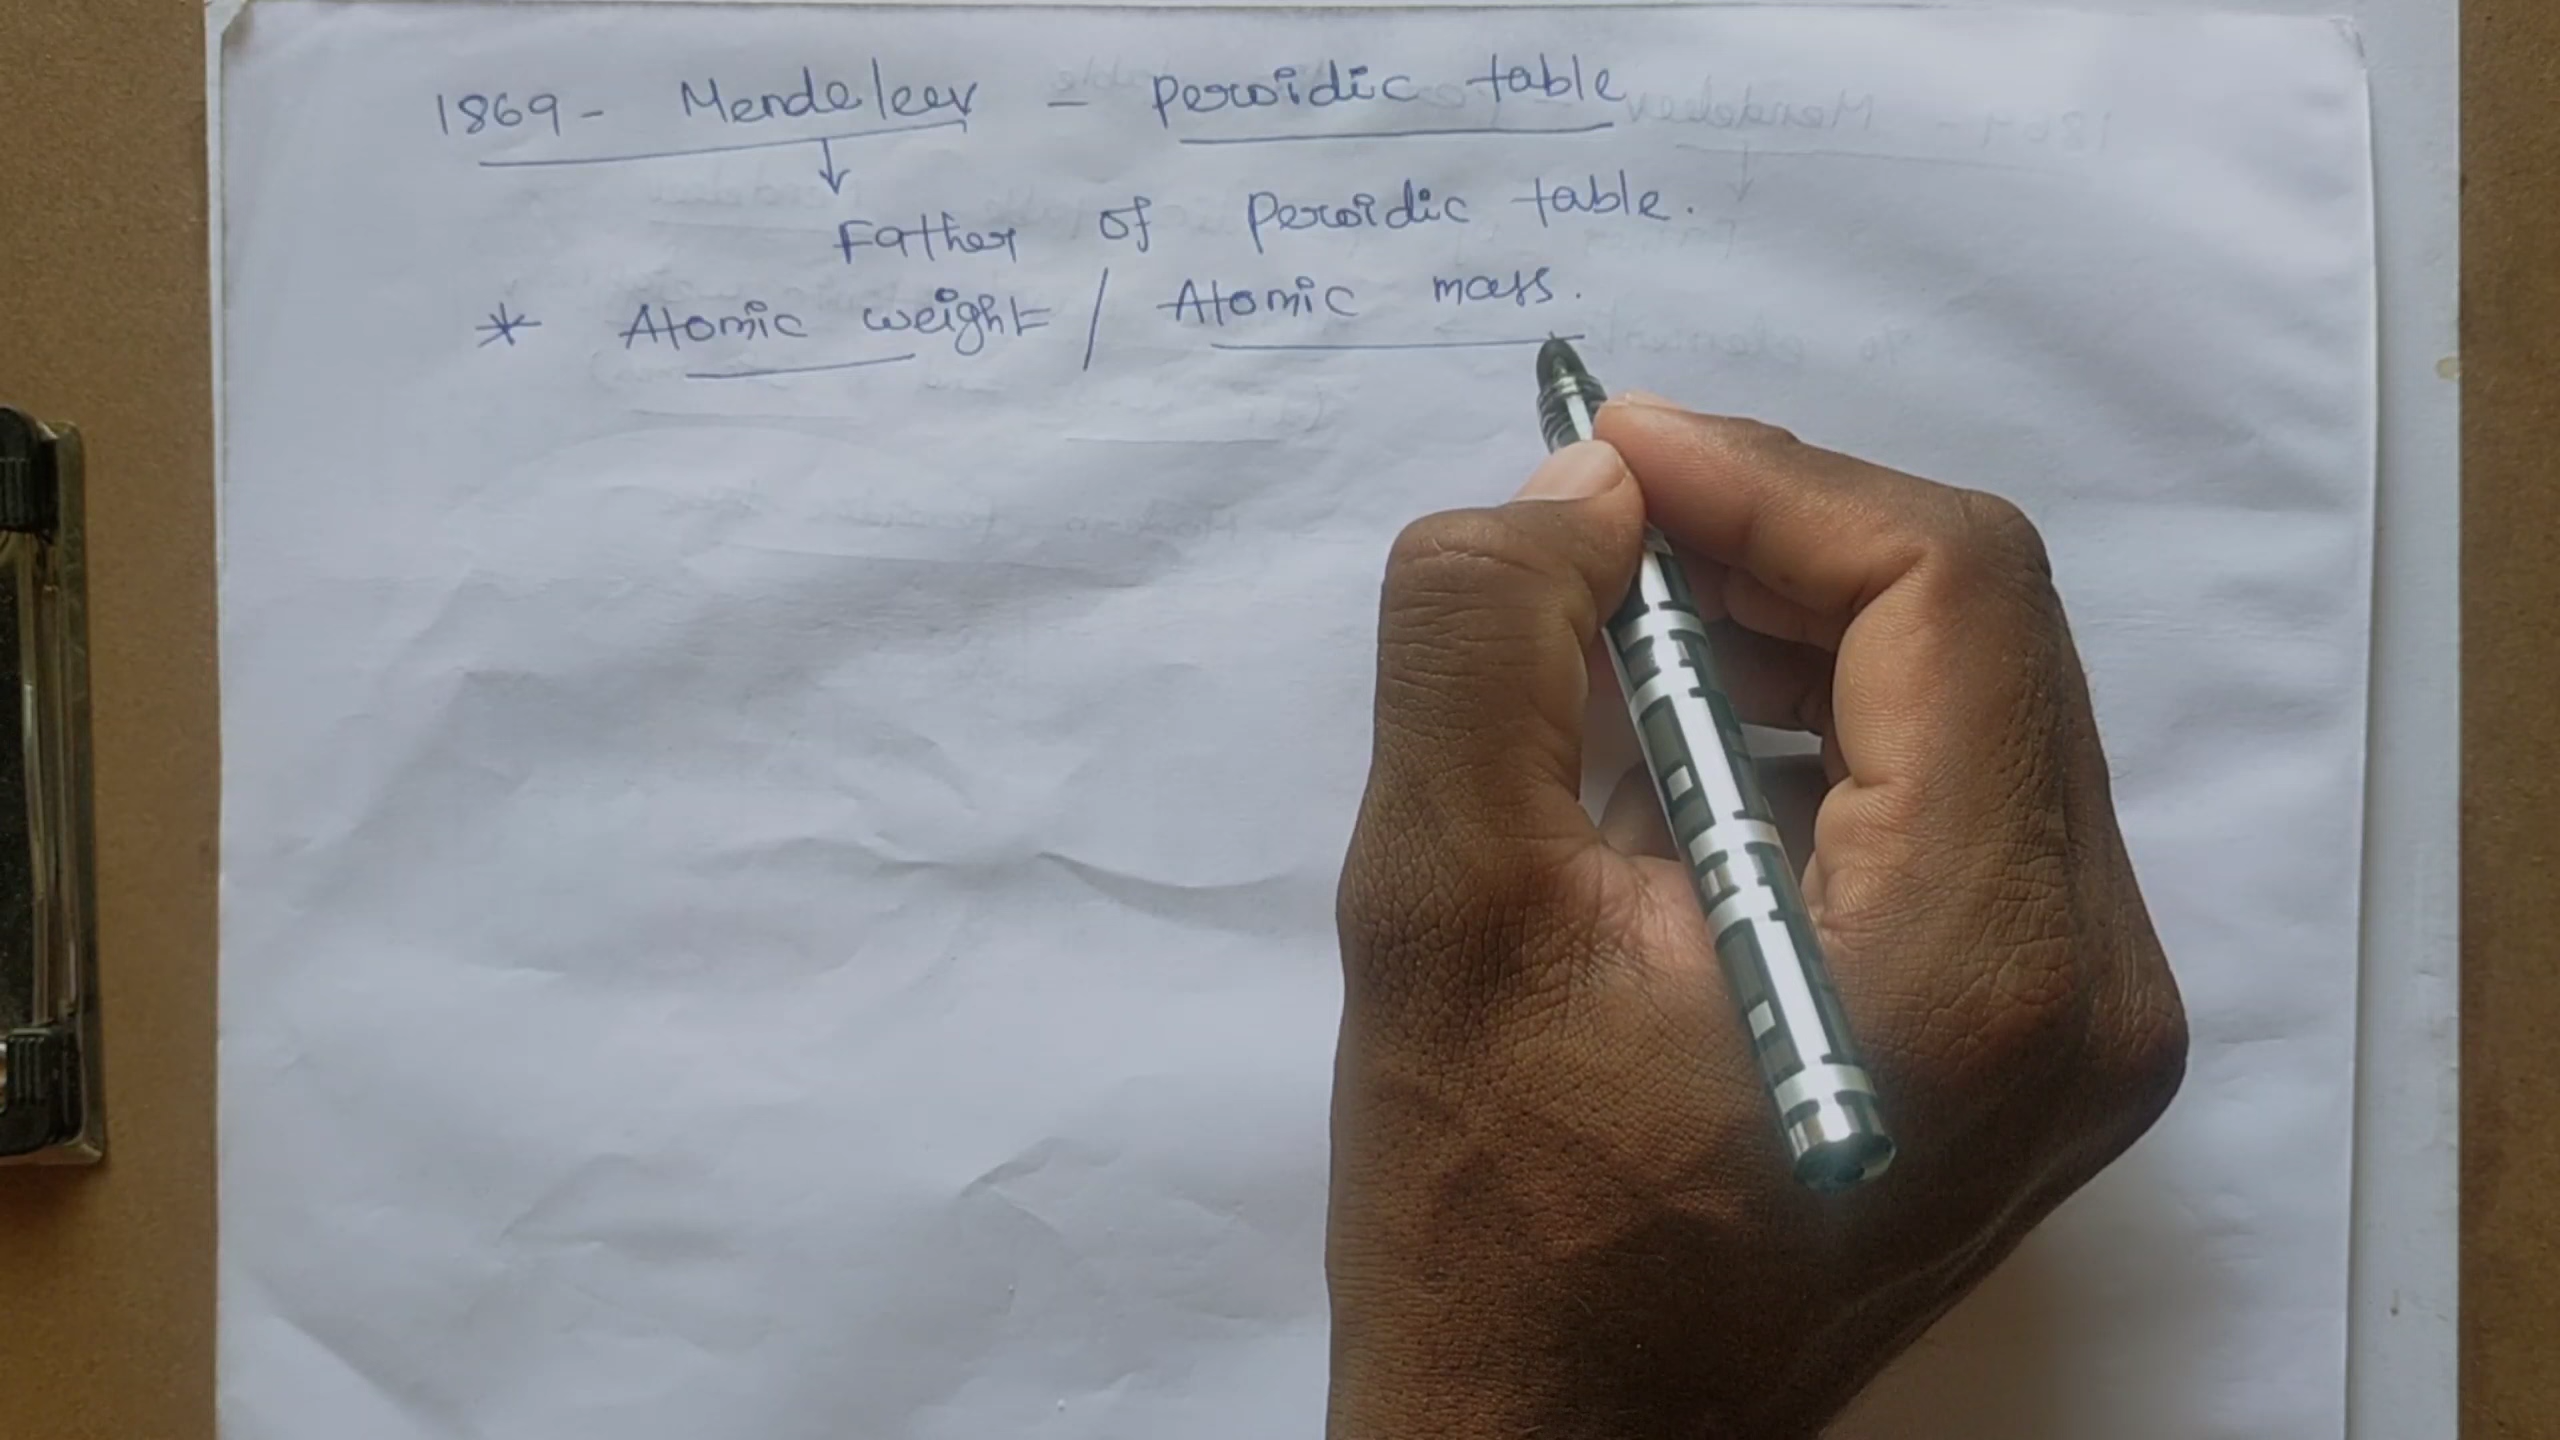 1869 - Mendeleev - peroidic table
Father of Peroidic table.
* Atomic weight / Atomic mass.